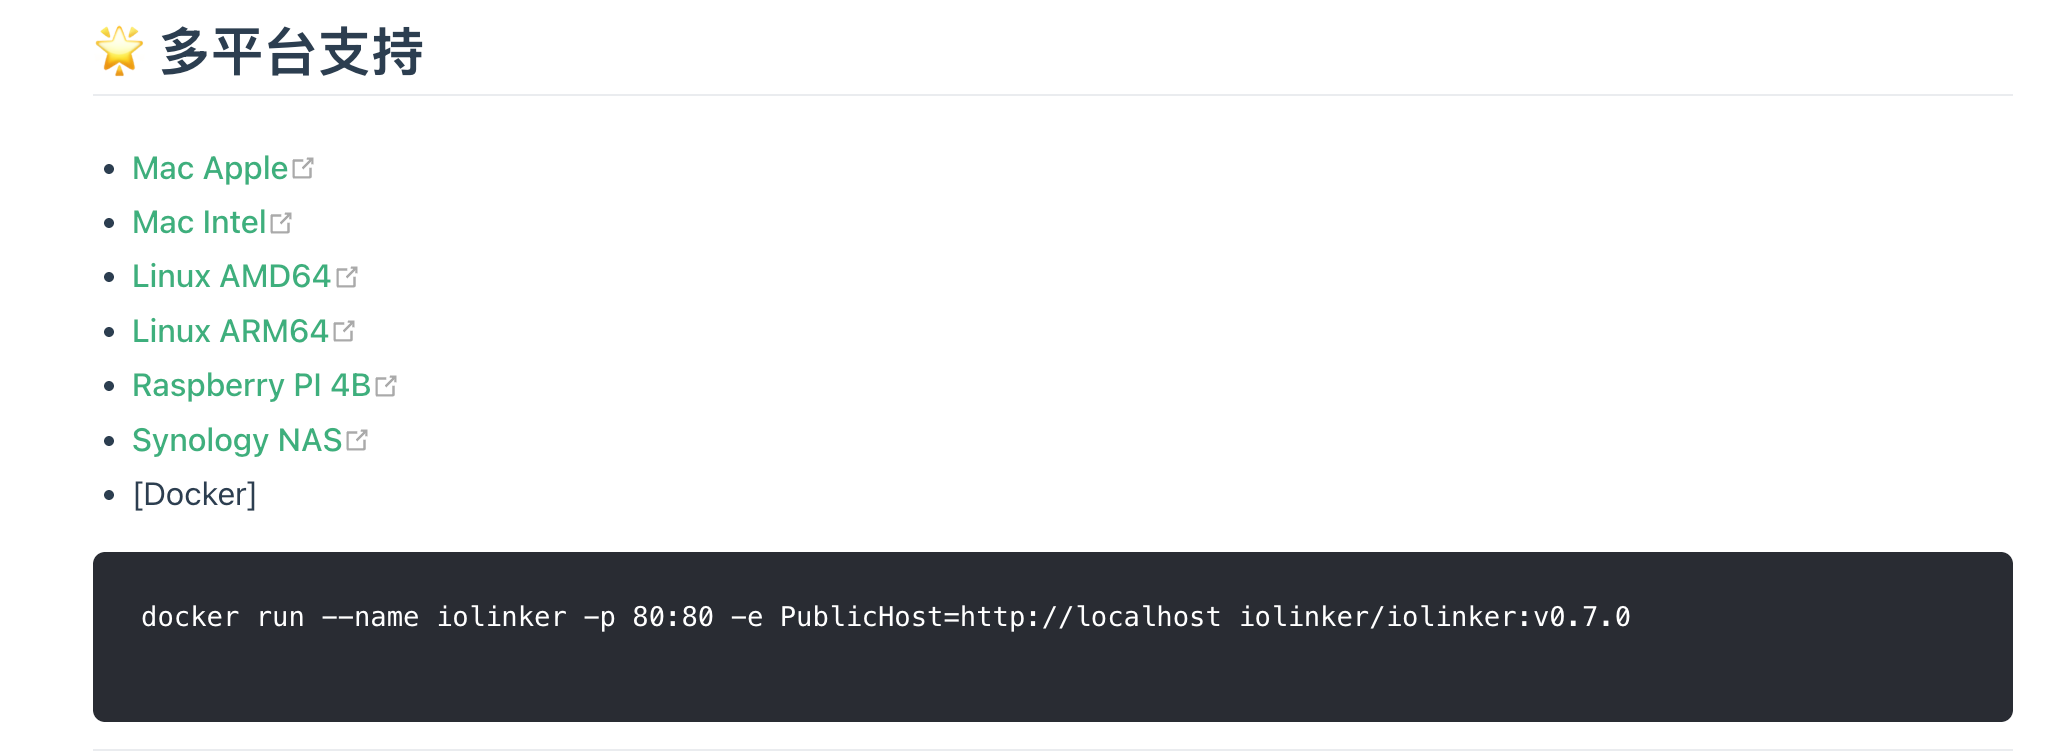 🌟 多平台支持
Mac Apple
Mac Intel
Linux AMD64
Linux ARM64
Raspberry PI 4B
Synology NAS
[Docker]
docker run --name iolinker -p 80:80 -e PublicHost=http://localhost iolinker/iolinker:v0.7.0